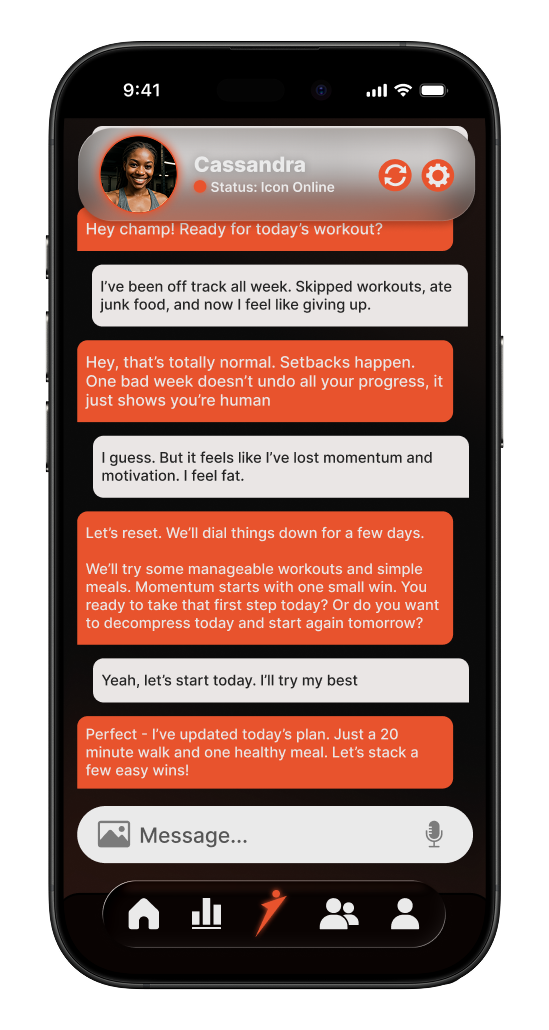 9:41
Cassandra
Status: Icon Online
Hey champ! Ready for today's workout?
I've been off track all week. Skipped workouts, ate
junk food, and now I feel like giving up.
Hey, that's totally normal. Setbacks happen.
One bad week doesn't undo all your progress, it
just shows you're human
I guess. But it feels like I've lost momentum and
motivation. I feel fat.
Let's reset. We'll dial things down for a few days.
We'll try some manageable workouts and simple
meals. Momentum starts with one small win. You
ready to take that first step today? Or do you want
to decompress today and start again tomorrow?
Yeah, let's start today. I'll try my best
Perfect - I've updated today's plan. Just a 20
minute walk and one healthy meal. Let's stack a
few easy wins!
Message...